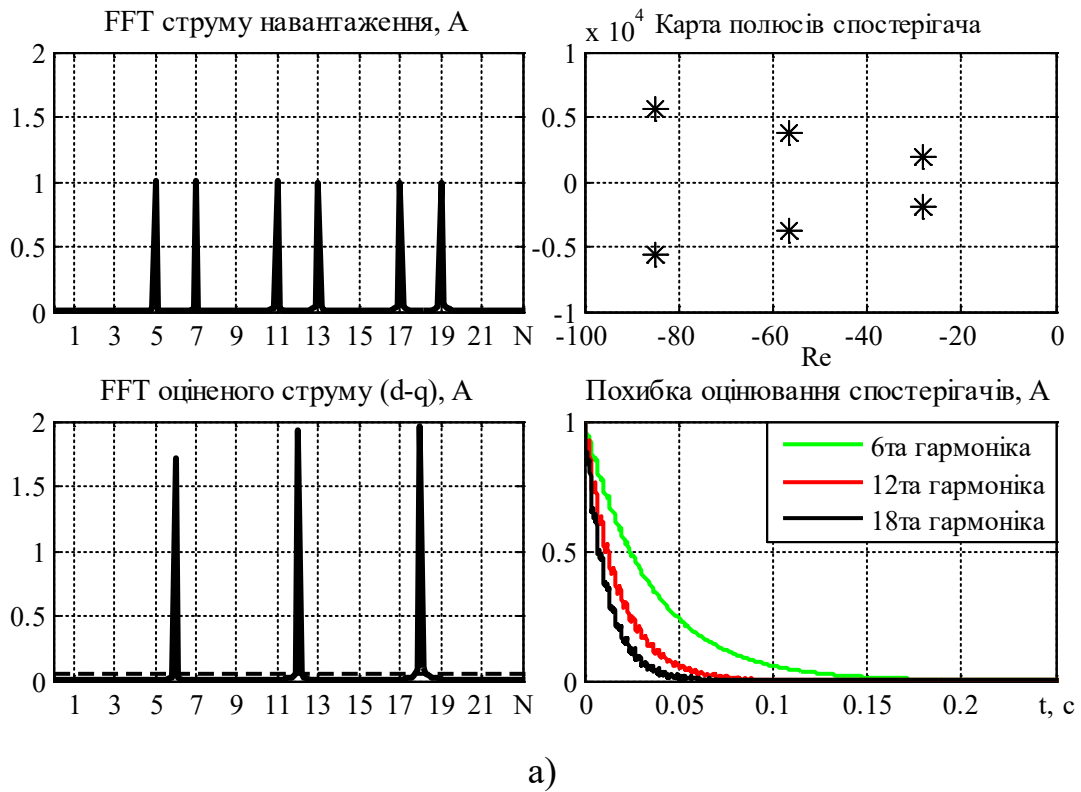 FFT струму навантаження, А
2
1.5
1
0.5
0
1 3 5 7 9 11 13 15 17 19 21 N
x 10^4 Карта полюсів спостерігача
1
0.5
0
-0.5
-1
-100 -80 -60 -40 -20 0
Re
FFT оціненого струму (d-q), А
2
1.5
1
0.5
0
1 3 5 7 9 11 13 15 17 19 21 N
Похибка оцінювання спостерігачів, А
1
0.5
0
0 0.05 0.1 0.15 0.2 t, с
6та гармоніка
12та гармоніка
18та гармоніка
а)